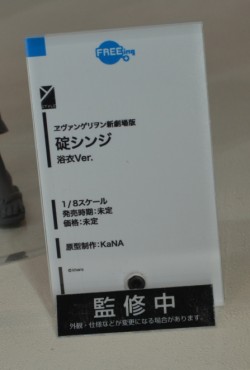 FREEing
ヱヴァンゲリヲン新劇場版
碇シンジ
浴衣Ver.
1/8スケール
発売時期:未定
価格:未定
原型制作:KaNA
監修中
外観・仕様などが変更になる場合があります。